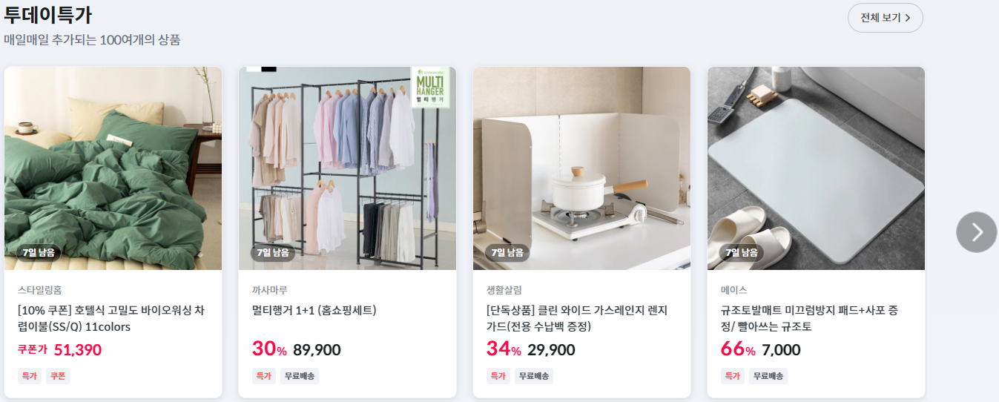 투데이특가
전체 보기
매일매일 추가되는 100여개의 상품
7일 남음
스타일링홈
[10% 쿠폰] 호텔식 고밀도 바이오워싱 차
렵이불(SS/Q) 11colors
쿠폰가 51,390
특가 쿠폰
MULTI
HANGER
멀티행거
7일 남음
까사마루
멀티행거 1+1 (홈쇼핑세트)
30% 89,900
특가 무료배송
7일 남음
생활살림
[단독상품] 클린 와이드 가스레인지 렌지
가드(전용 수납백 증정)
34% 29,900
특가 무료배송
7일 남음
메이스
규조토발매트 미끄럼방지 패드+사포 증
정/ 빨아쓰는 규조토
66% 7,000
특가 무료배송